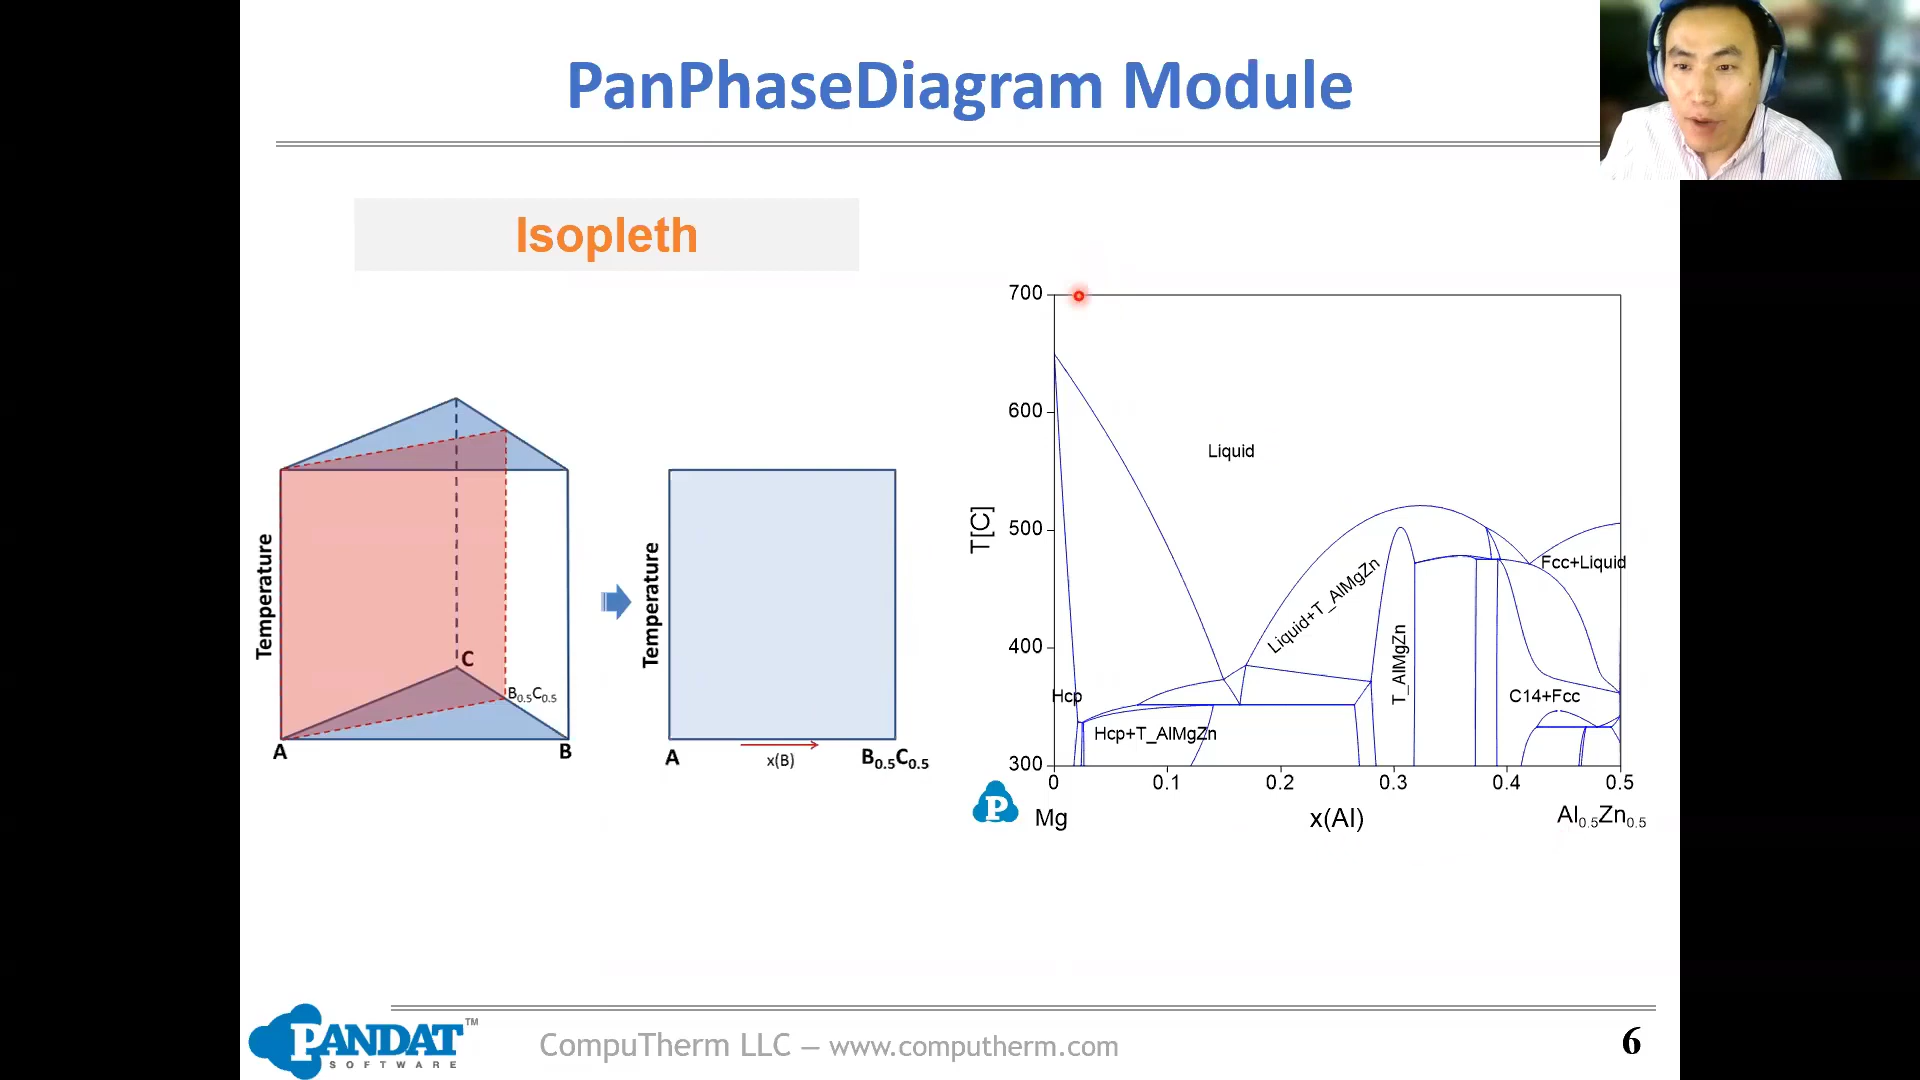 PanPhaseDiagram Module
Isopleth
Temperature
A
B
C
B0.5C0.5
Temperature
A
x(B)
B0.5C0.5
T[C]
700
600
500
400
300
0
0.1
0.2
0.3
0.4
0.5
Liquid
Fcc+Liquid
Liquid+T_AlMgZn
T_AlMgZn
C14+Fcc
Hcp
Hcp+T_AlMgZn
P
Mg
x(Al)
Al0.5Zn0.5
PANDAT™
SOFTWARE
CompuTherm LLC – www.computherm.com
6